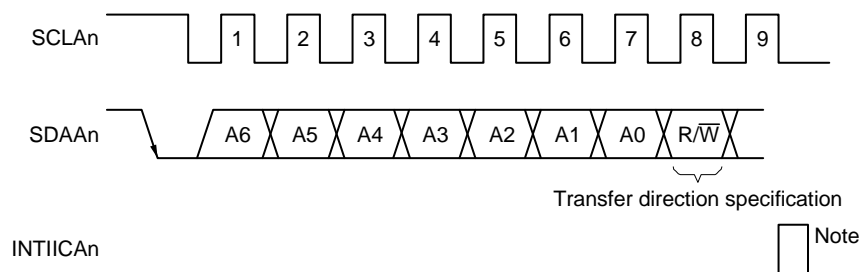 SCLAn 1 2 3 4 5 6 7 8 9
SDAAn A6 A5 A4 A3 A2 A1 A0 R/W̅
Transfer direction specification
INTIICAn Note